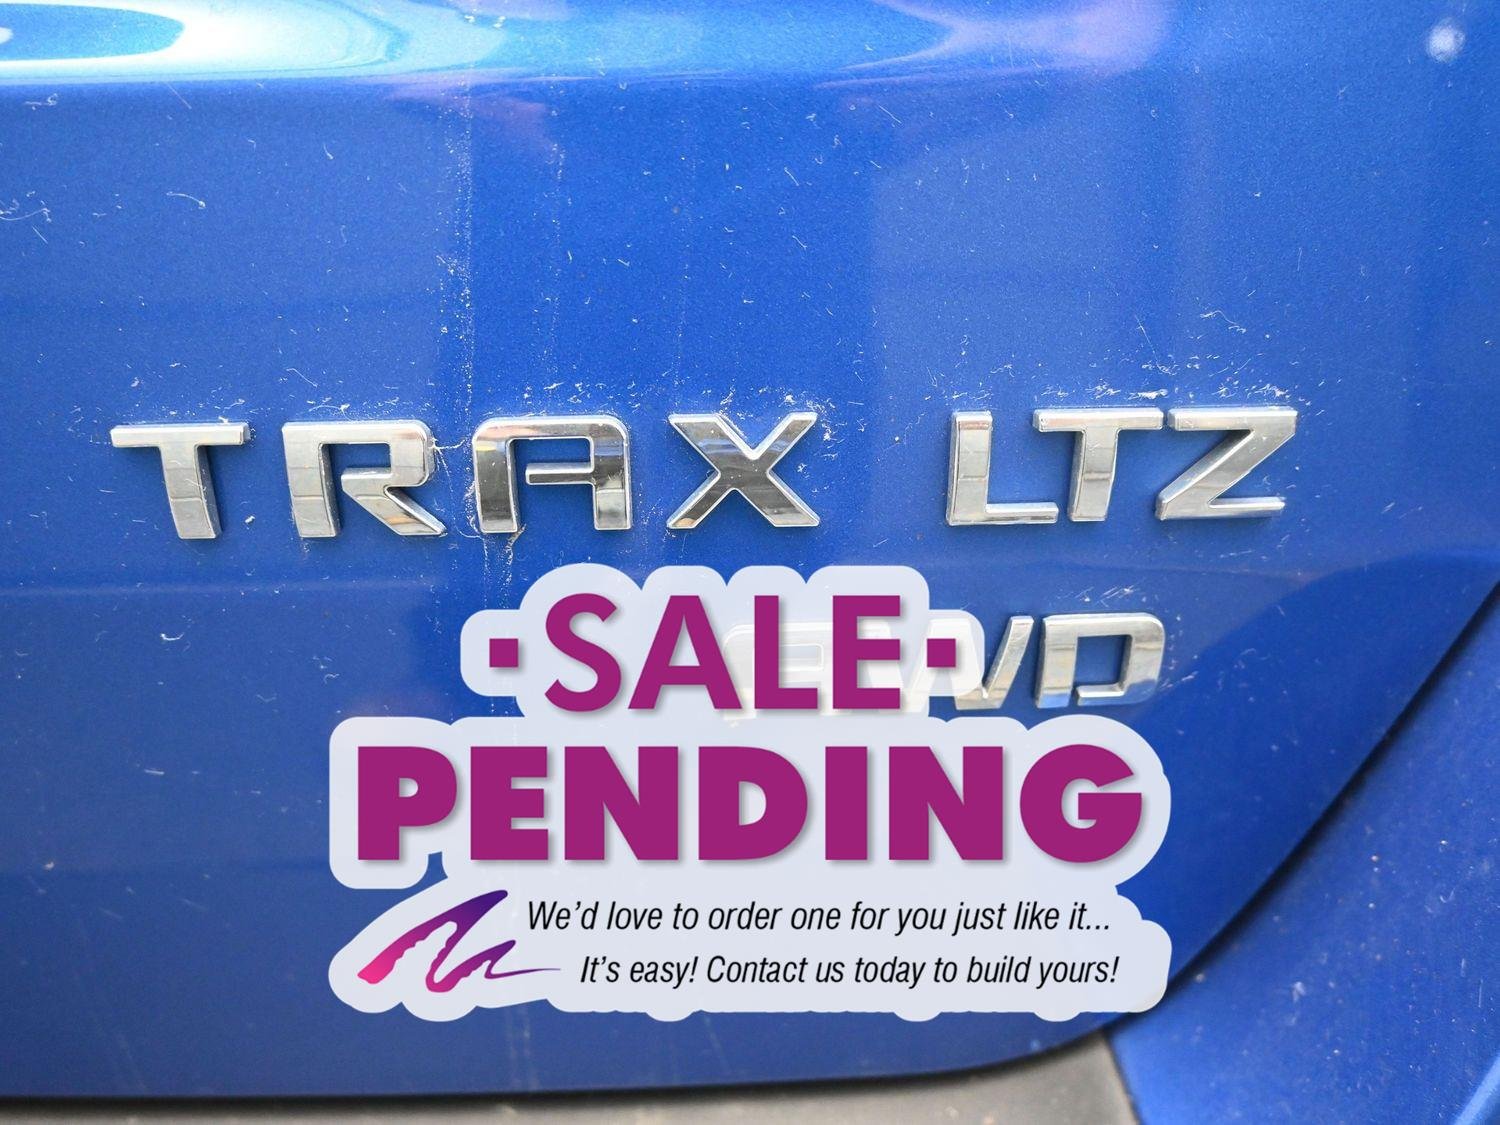 TRAX LTZ
AWD
·SALE·
PENDING
We'd love to order one for you just like it...
It's easy! Contact us today to build yours!